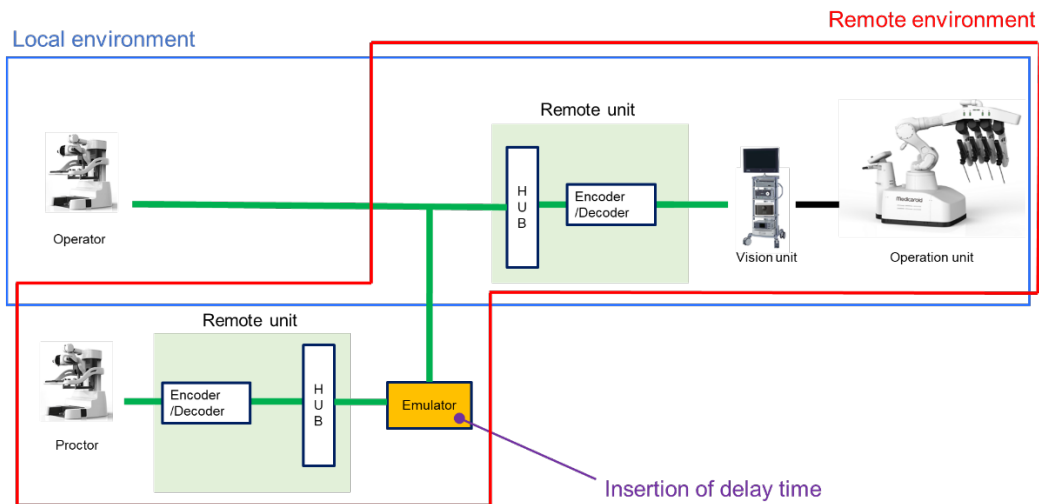 Remote environment
Local environment
Remote unit
H
U
B
Encoder
/Decoder
Operator
Vision unit
Operation unit
medicaroid
Remote unit
Encoder
/Decoder
H
U
B
Emulator
Proctor
Insertion of delay time